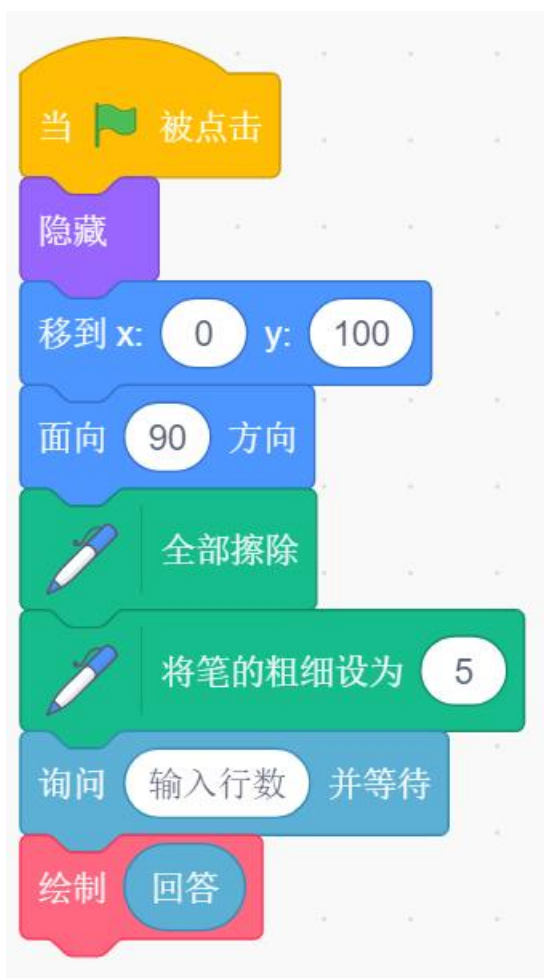 当 被点击
隐藏
移到 x: 0 y: 100
面向 90 方向
全部擦除
将笔的粗细设为 5
询问 输入行数 并等待
绘制 回答